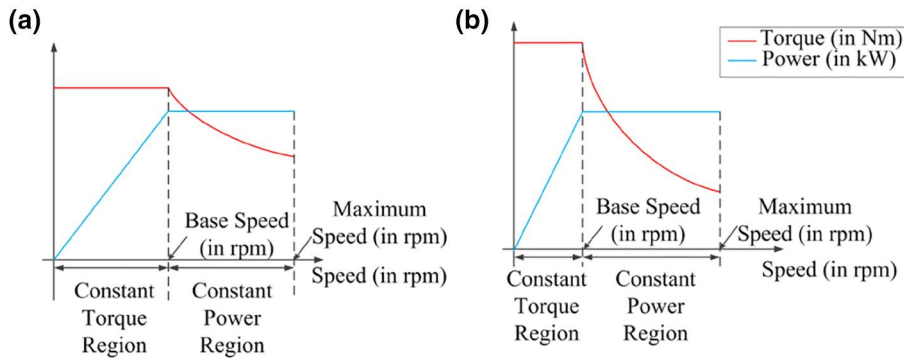 (a)
Base Speed
(in rpm)
Maximum
Speed (in rpm)
Speed (in rpm)
Constant
Torque
Region
Constant
Power
Region
(b)
Torque (in Nm)
Power (in kW)
Base Speed
(in rpm)
Maximum
Speed (in rpm)
Speed (in rpm)
Constant
Torque
Region
Constant
Power
Region